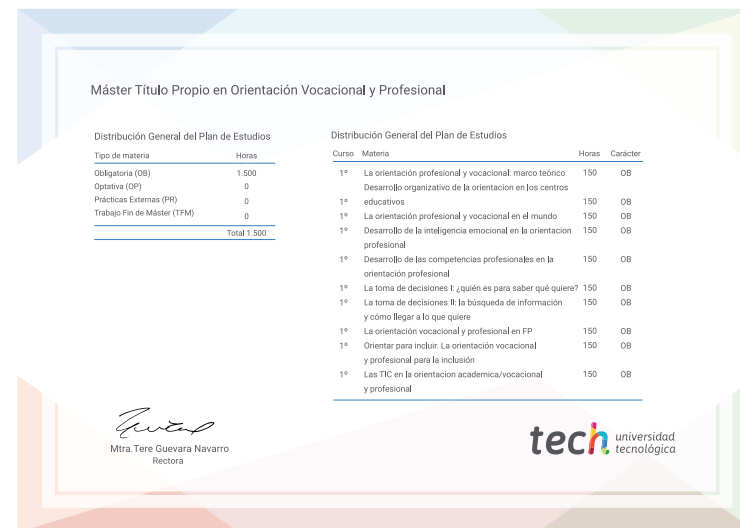 Máster Título Propio en Orientación Vocacional y Profesional
Distribución General del Plan de Estudios
Tipo de materia Horas
Obligatoria (OB) 1.500
Optativa (OP) 0
Prácticas Externas (PR) 0
Trabajo Fin de Máster (TFM) 0
Total 1.500
Distribución General del Plan de Estudios
Curso Materia Horas Carácter
1º La orientación profesional y vocacional: marco teórico 150 OB
Desarrollo organizativo de la orientacion en los centros
1º educativos 150 OB
1º La orientación profesional y vocacional en el mundo 150 OB
1º Desarrollo de la inteligencia emocional en la orientacion 150 OB
profesional
1º Desarrollo de las competencias profesionales en la 150 OB
orientación profesional
1º La toma de decisiones I: ¿quién es para saber qué quiere? 150 OB
1º La toma de decisiones II: la búsqueda de información 150 OB
y cómo llegar a lo que quiere
1º La orientación vocacional y profesional en FP 150 OB
1º Orientar para incluir. La orientación vocacional 150 OB
y profesional para la inclusión
1º Las TIC en la orientacion academica/vocacional 150 OB
y profesional
Mtra.Tere Guevara Navarro
Rectora
tech universidad
tecnológica